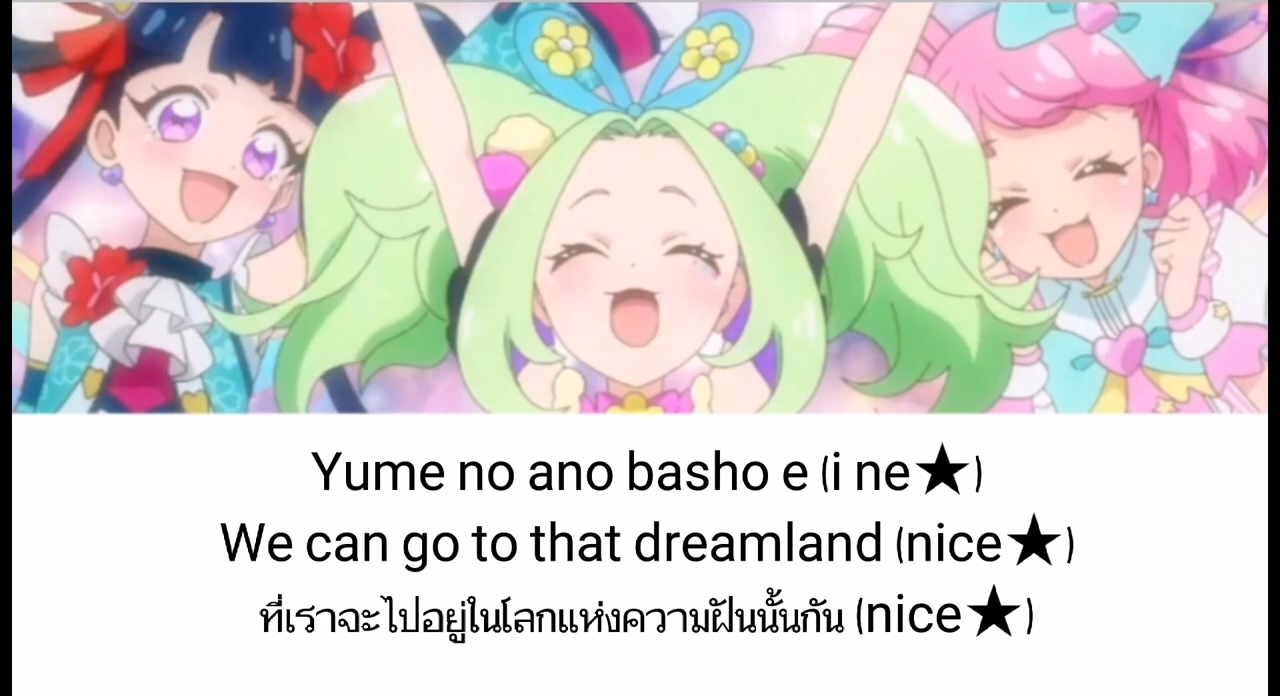 Yume no ano basho e (i ne★)
We can go to that dreamland (nice★)
ที่เราจะไปอยู่ในโลกแห่งความฝันนั้นกัน (nice★)